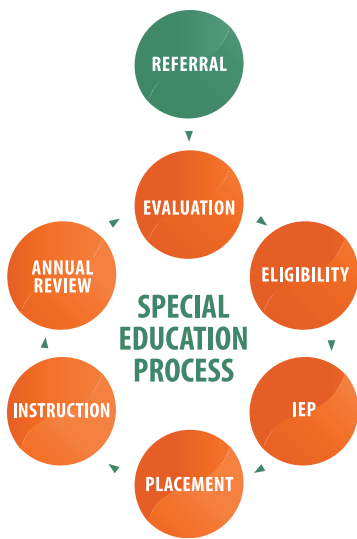 REFERRAL
EVALUATION
ELIGIBILITY
IEP
PLACEMENT
INSTRUCTION
ANNUAL
REVIEW
SPECIAL
EDUCATION
PROCESS